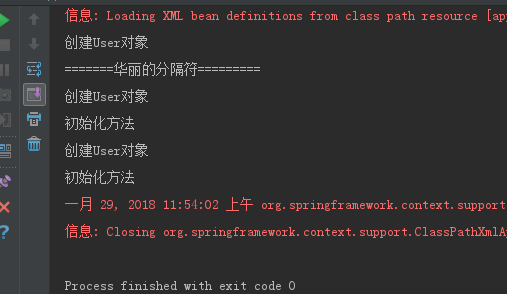 信息: Loading XML bean definitions from class path resource [app
创建User对象
=======华丽的分隔符=========
创建User对象
初始化方法
创建User对象
初始化方法
一月 29, 2018 11:54:02 上午 org.springframework.context.support
信息: Closing org.springframework.context.support.ClassPathXmlA
Process finished with exit code 0